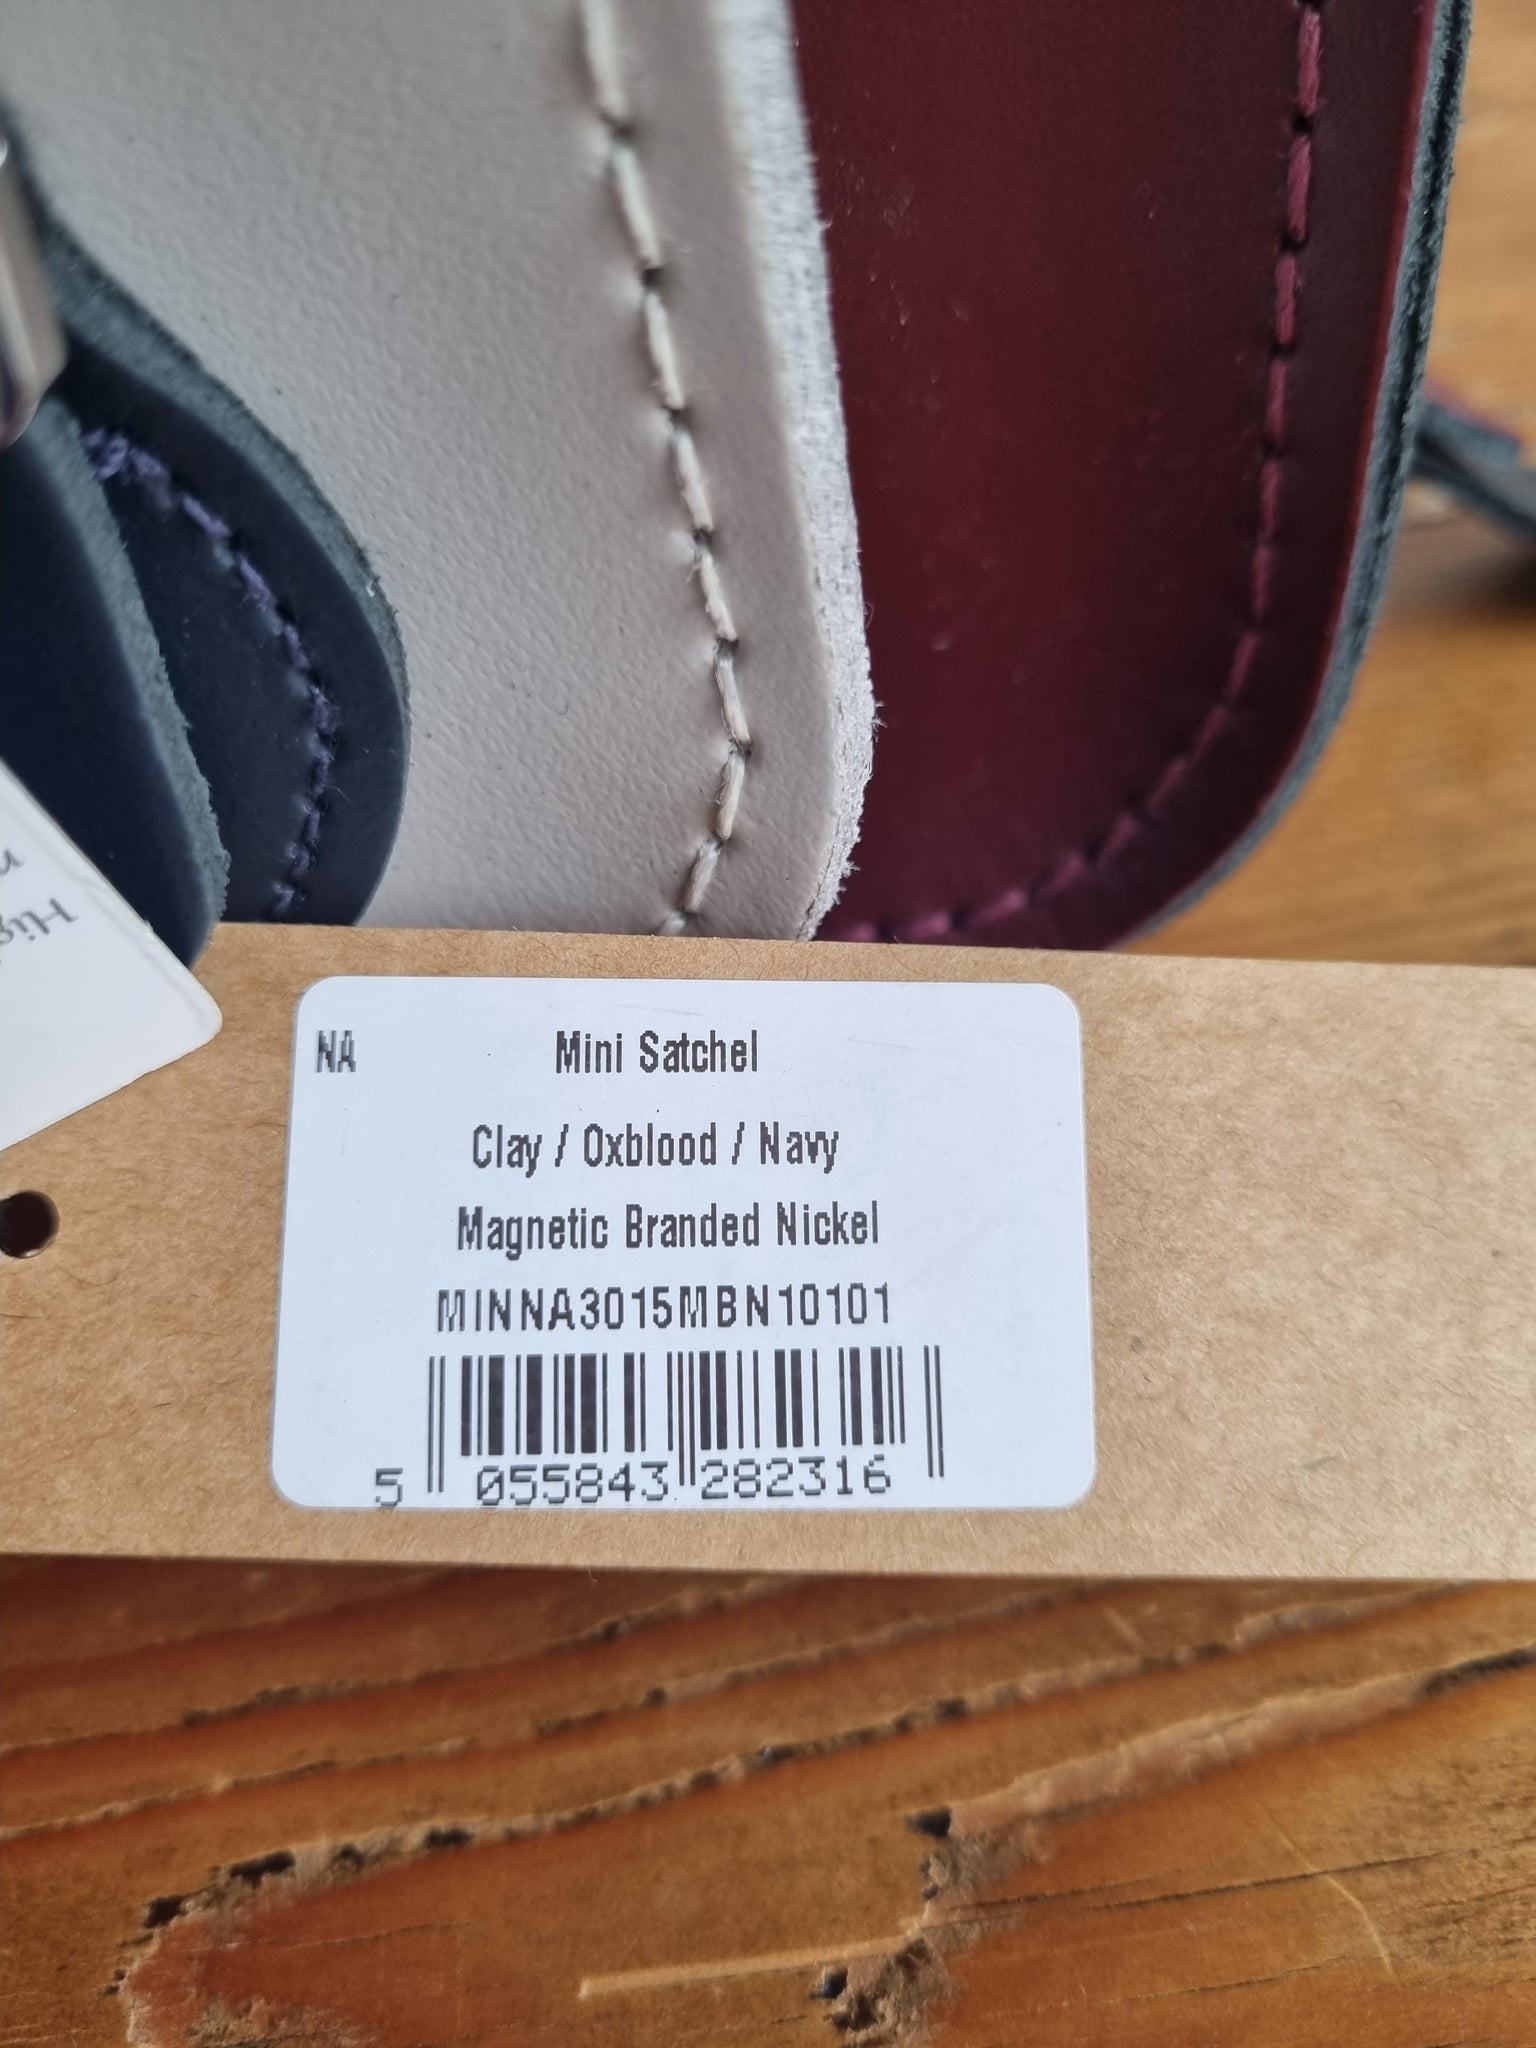 NA Mini Satchel
Clay / Oxblood / Navy
Magnetic Branded Nickel
MINNA3015MBN10101
5 055843 282316